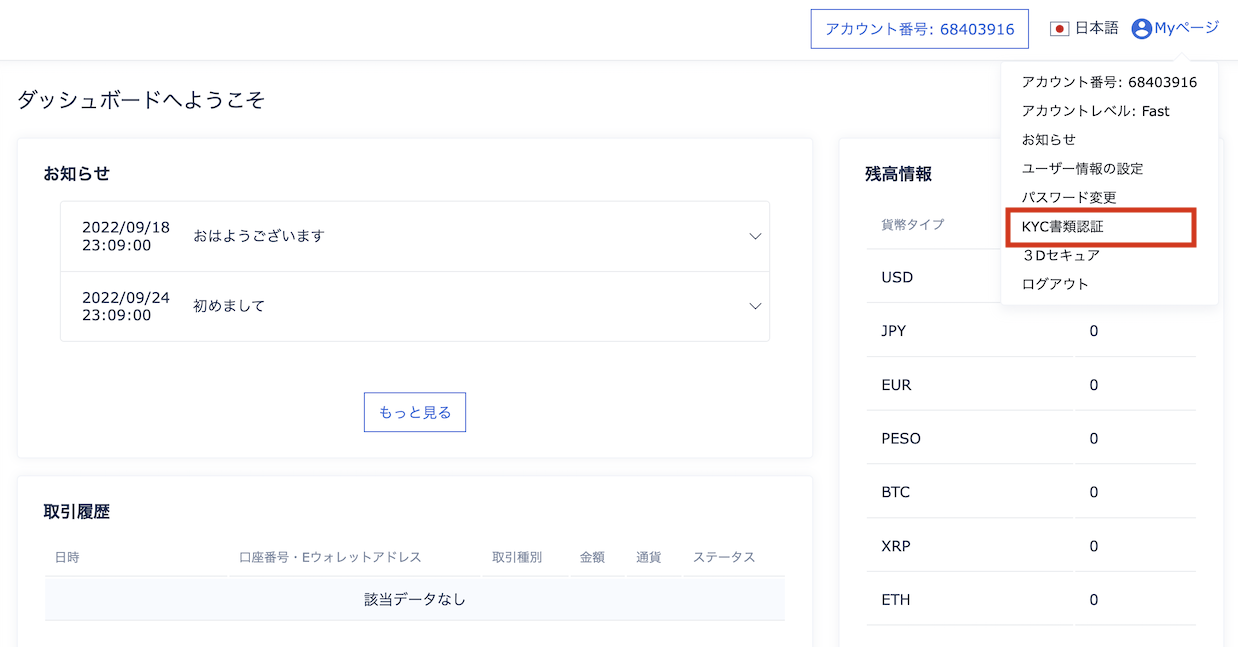 アカウント番号: 68403916
日本語
Myページ
アカウント番号: 68403916
アカウントレベル: Fast
お知らせ
ユーザー情報の設定
パスワード変更
KYC書類認証
3Dセキュア
ログアウト
ダッシュボードへようこそ
お知らせ
2022/09/18
23:09:00
おはようございます
2022/09/24
23:09:00
初めまして
もっと見る
取引履歴
日時 口座番号・Eウォレットアドレス 取引種別 金額 通貨 ステータス
該当データなし
残高情報
貨幣タイプ
USD
JPY 0
EUR 0
PESO 0
BTC 0
XRP 0
ETH 0